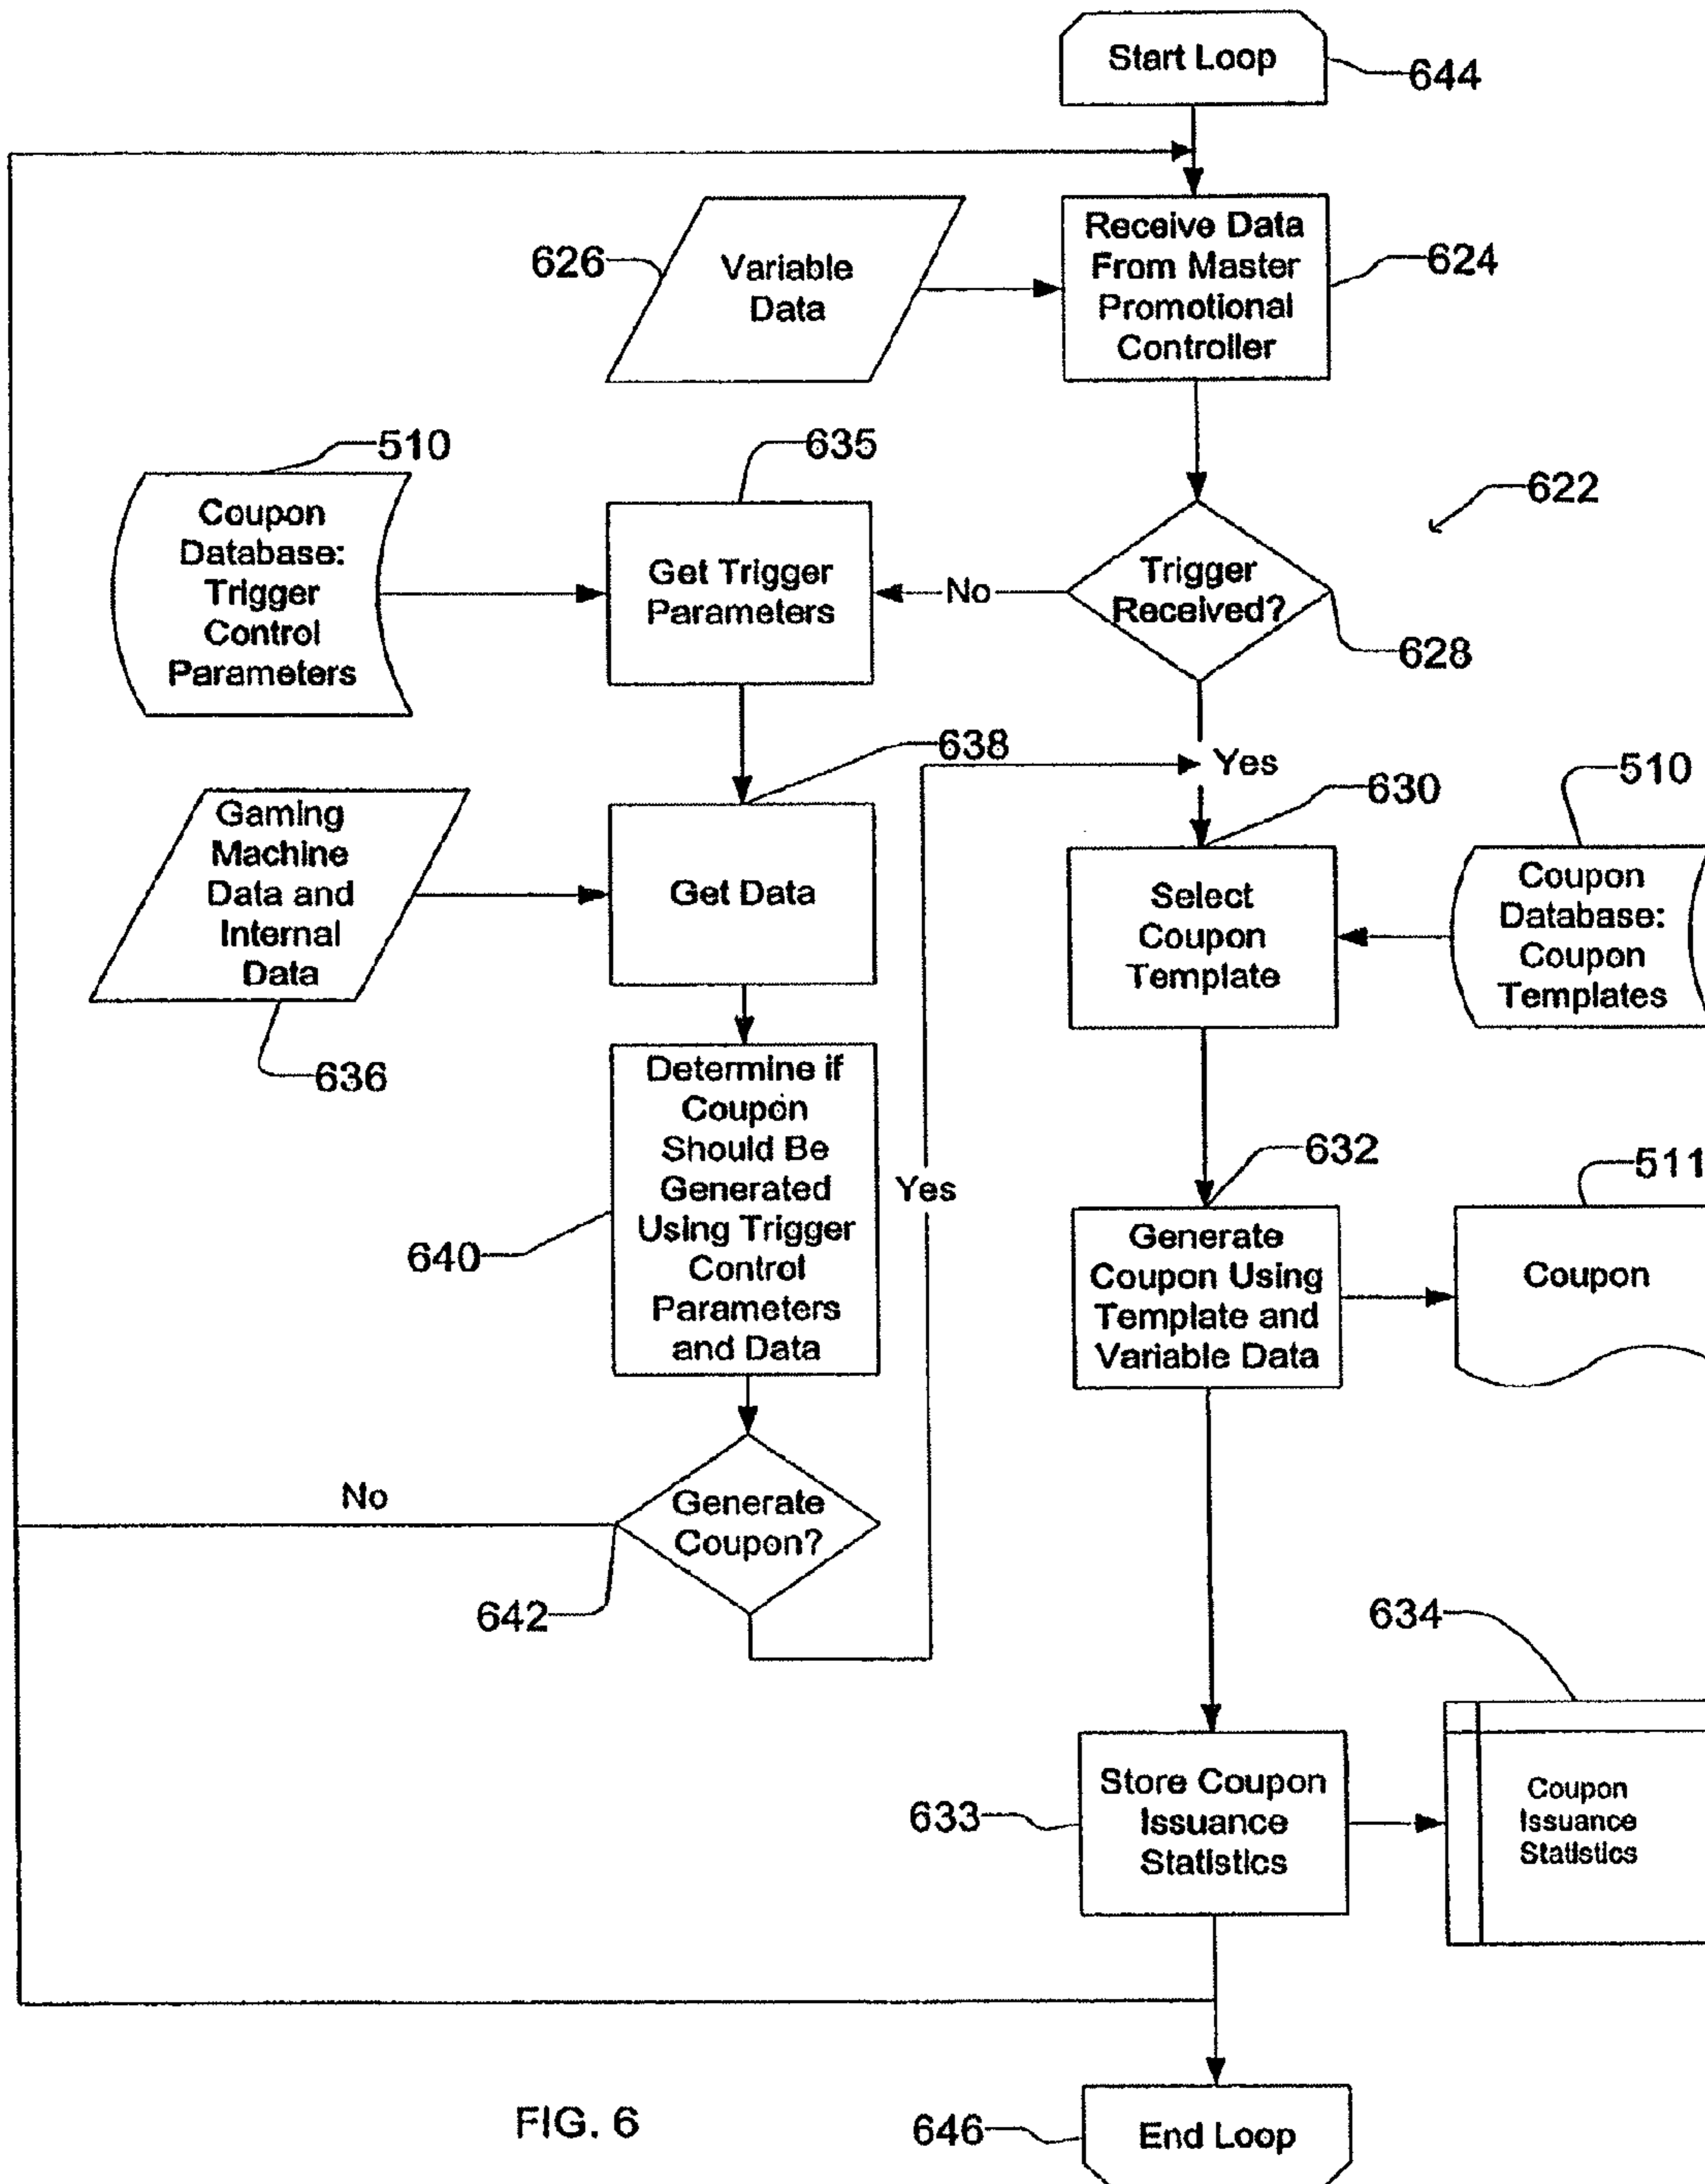 Start Loop
644
626
Variable
Data
Receive Data
From Master
Promotional
Controller
624
510
Coupon
Database:
Trigger
Control
Parameters
635
Get Trigger
Parameters
No
Trigger
Received?
622
628
638
Yes
Gaming
Machine
Data and
Internal
Data
636
Get Data
630
Select
Coupon
Template
510
Coupon
Database:
Coupon
Templates
640
Determine if
Coupon
Should Be
Generated
Using Trigger
Control
Parameters
and Data
Yes
632
Generate
Coupon Using
Template and
Variable Data
511
Coupon
No
Generate
Coupon?
642
634
633
Store Coupon
Issuance
Statistics
Coupon
Issuance
Statistics
FIG. 6
646
End Loop